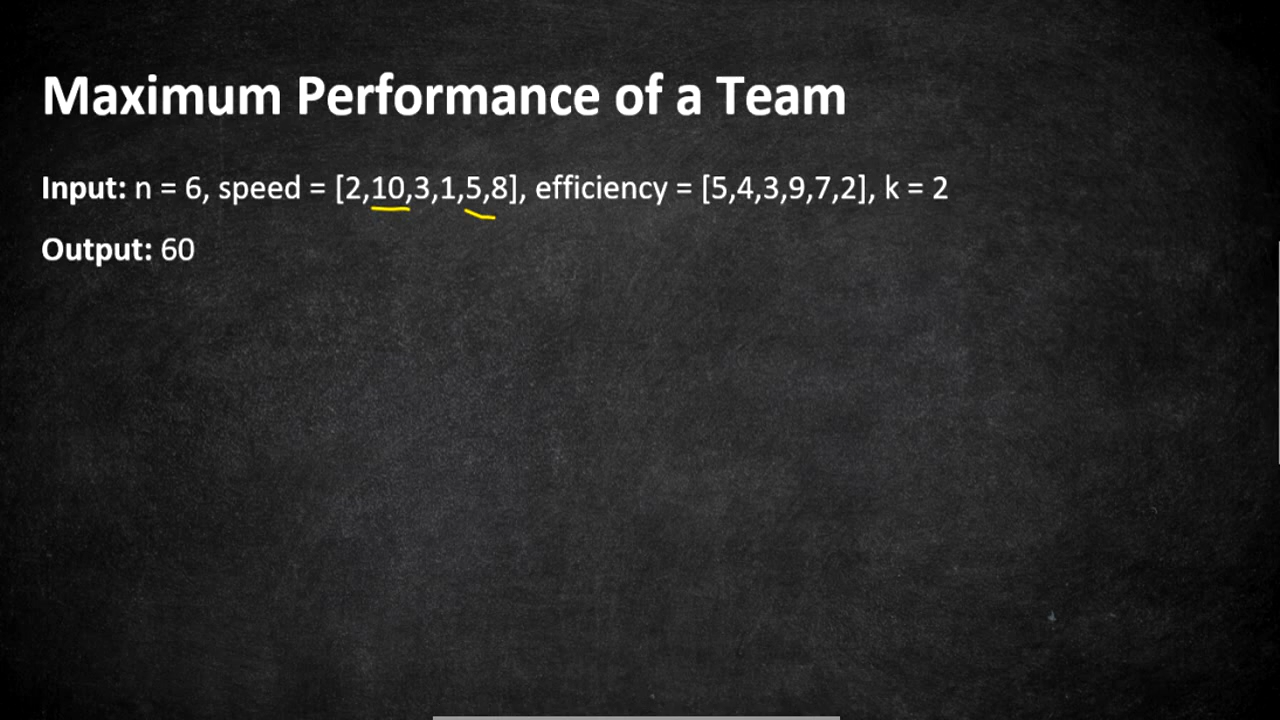 Maximum Performance of a Team
Input: n = 6, speed = [2,10,3,1,5,8], efficiency = [5,4,3,9,7,2], k = 2
Output: 60